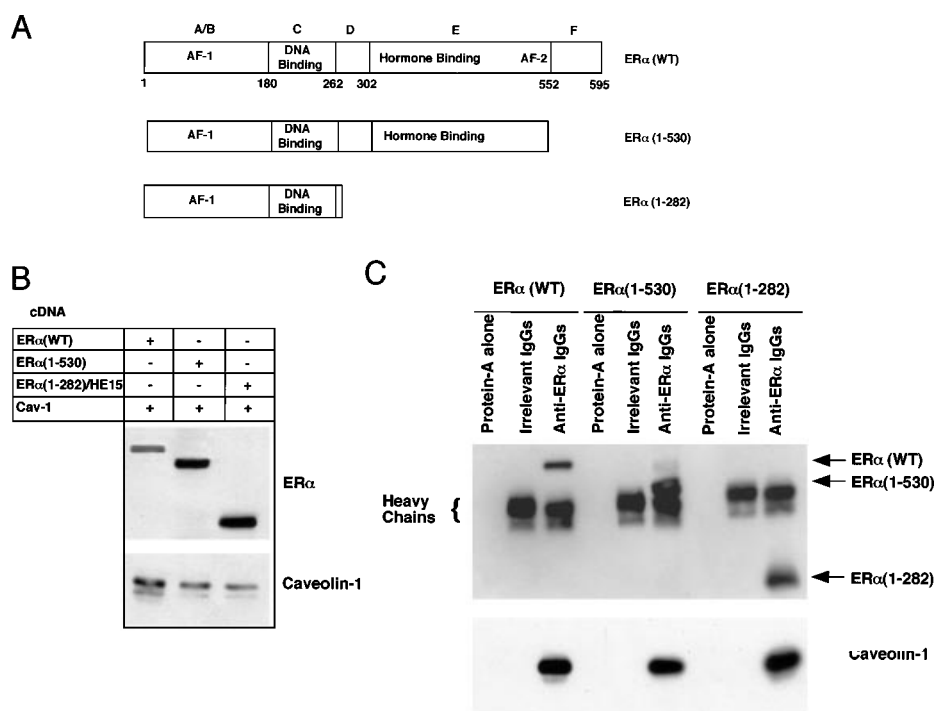 A
A/B C D E F
AF-1 DNA Binding Hormone Binding AF-2 ERα (WT)
1 180 262 302 552 595
AF-1 DNA Binding Hormone Binding ERα (1-530)
AF-1 DNA Binding ERα (1-282)
B
cDNA
ERα(WT) + - -
ERα(1-530) - + -
ERα(1-282)/HE15 - - +
Cav-1 + + +
ERα
Caveolin-1
C
ERα (WT) ERα(1-530) ERα(1-282)
Protein-A alone
Irrelevant IgGs
Anti-ERα IgGs
Protein-A alone
Irrelevant IgGs
Anti-ERα IgGs
Protein-A alone
Irrelevant IgGs
Anti-ERα IgGs
Heavy
Chains {
ERα (WT)
ERα(1-530)
ERα(1-282)
Caveolin-1